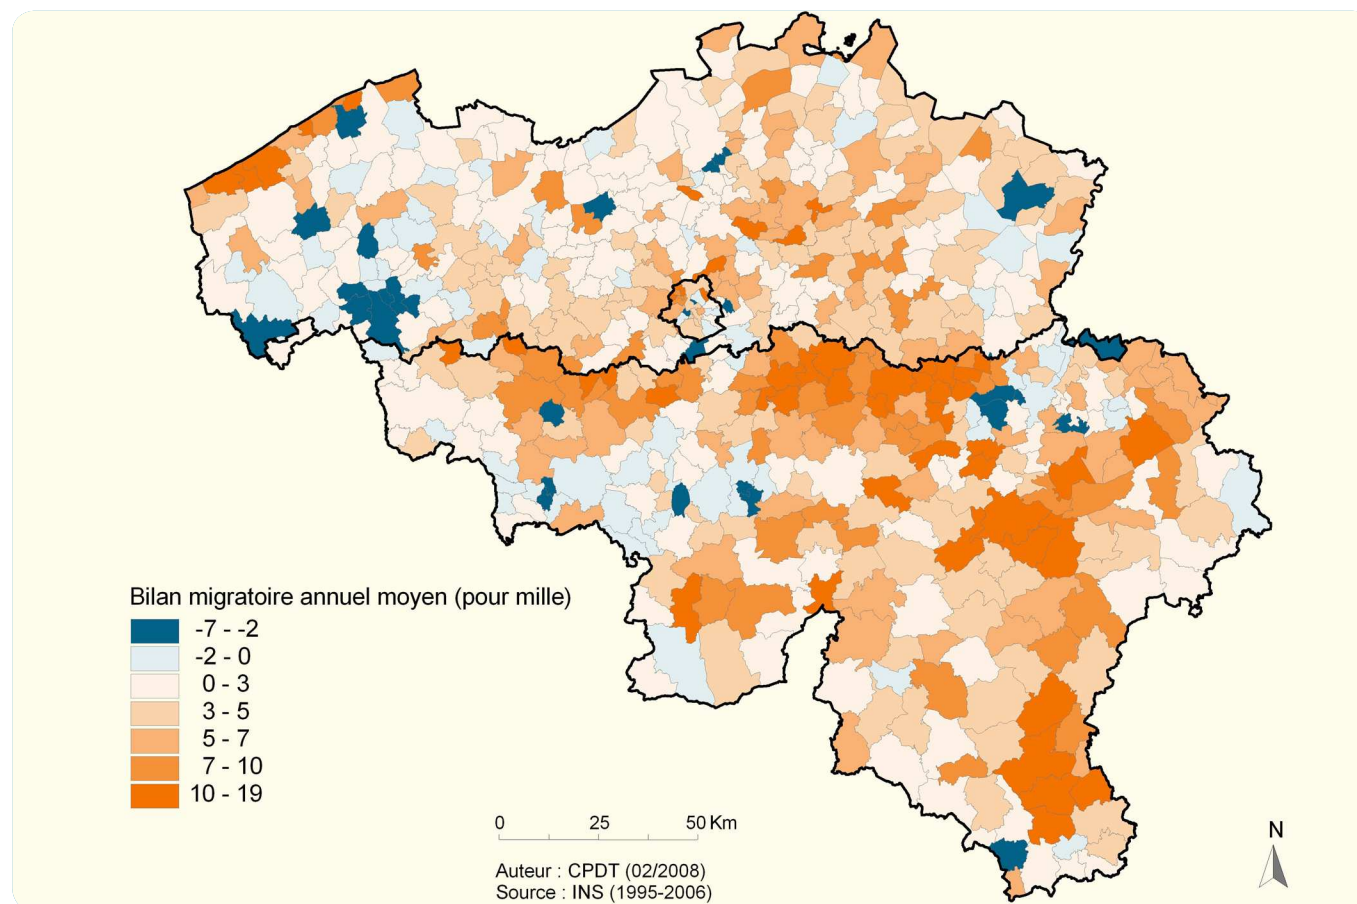 Bilan migratoire annuel moyen (pour mille)
-7 - -2
-2 - 0
0 - 3
3 - 5
5 - 7
7 - 10
10 - 19
0 25 50 Km
Auteur : CPDT (02/2008)
Source : INS (1995-2006)
N